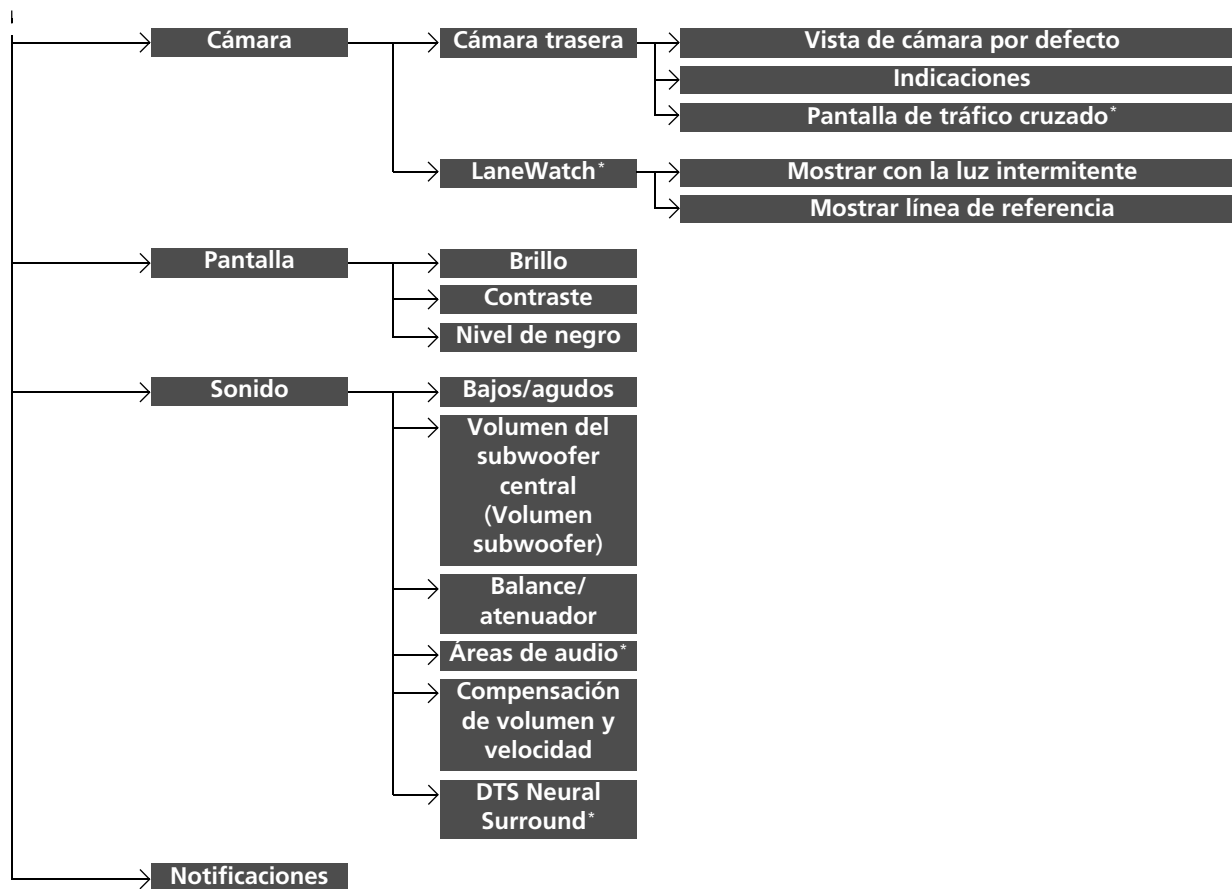 Cámara
Cámara trasera
Vista de cámara por defecto
Indicaciones
Pantalla de tráfico cruzado*
LaneWatch*
Mostrar con la luz intermitente
Mostrar línea de referencia
Pantalla
Brillo
Contraste
Nivel de negro
Sonido
Bajos/agudos
Volumen del
subwoofer
central
(Volumen
subwoofer)
Balance/
atenuador
Áreas de audio*
Compensación
de volumen y
velocidad
DTS Neural
Surround*
Notificaciones